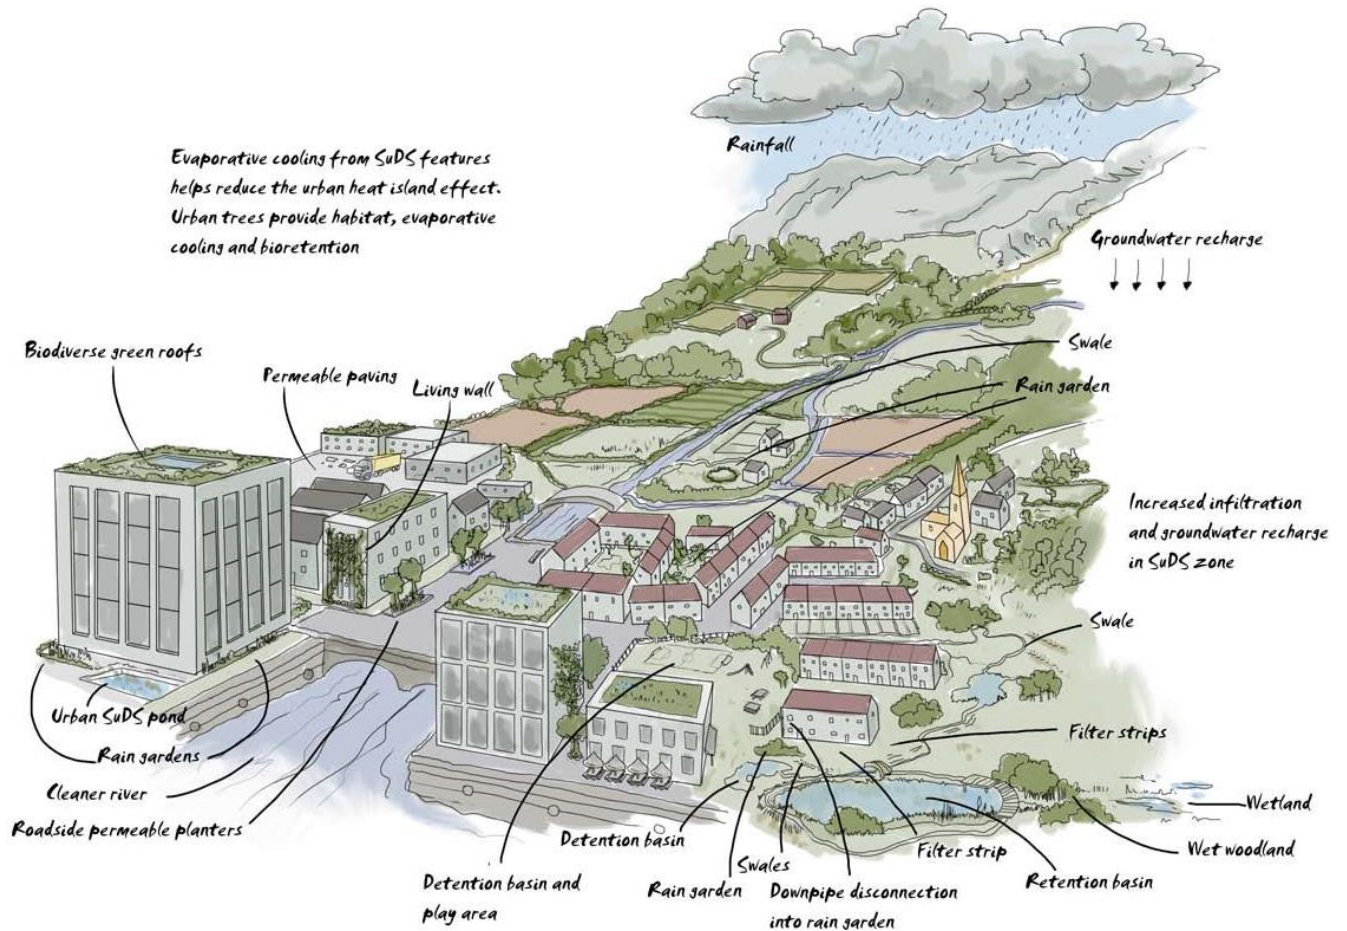 Rainfall
Evaporative cooling from SuDS features
helps reduce the urban heat island effect.
Urban trees provide habitat, evaporative
cooling and bioretention
Groundwater recharge
Swale
Biodiverse green roofs
Permeable paving
Living wall
Rain garden
Increased infiltration
and groundwater recharge
in SuDS zone
Swale
Urban SuDS pond
Rain gardens
Filter strips
Cleaner river
Wetland
Roadside permeable planters
Detention basin
Filter strip
Wet woodland
Swales
Detention basin and
play area
Rain garden
Downpipe disconnection
into rain garden
Retention basin